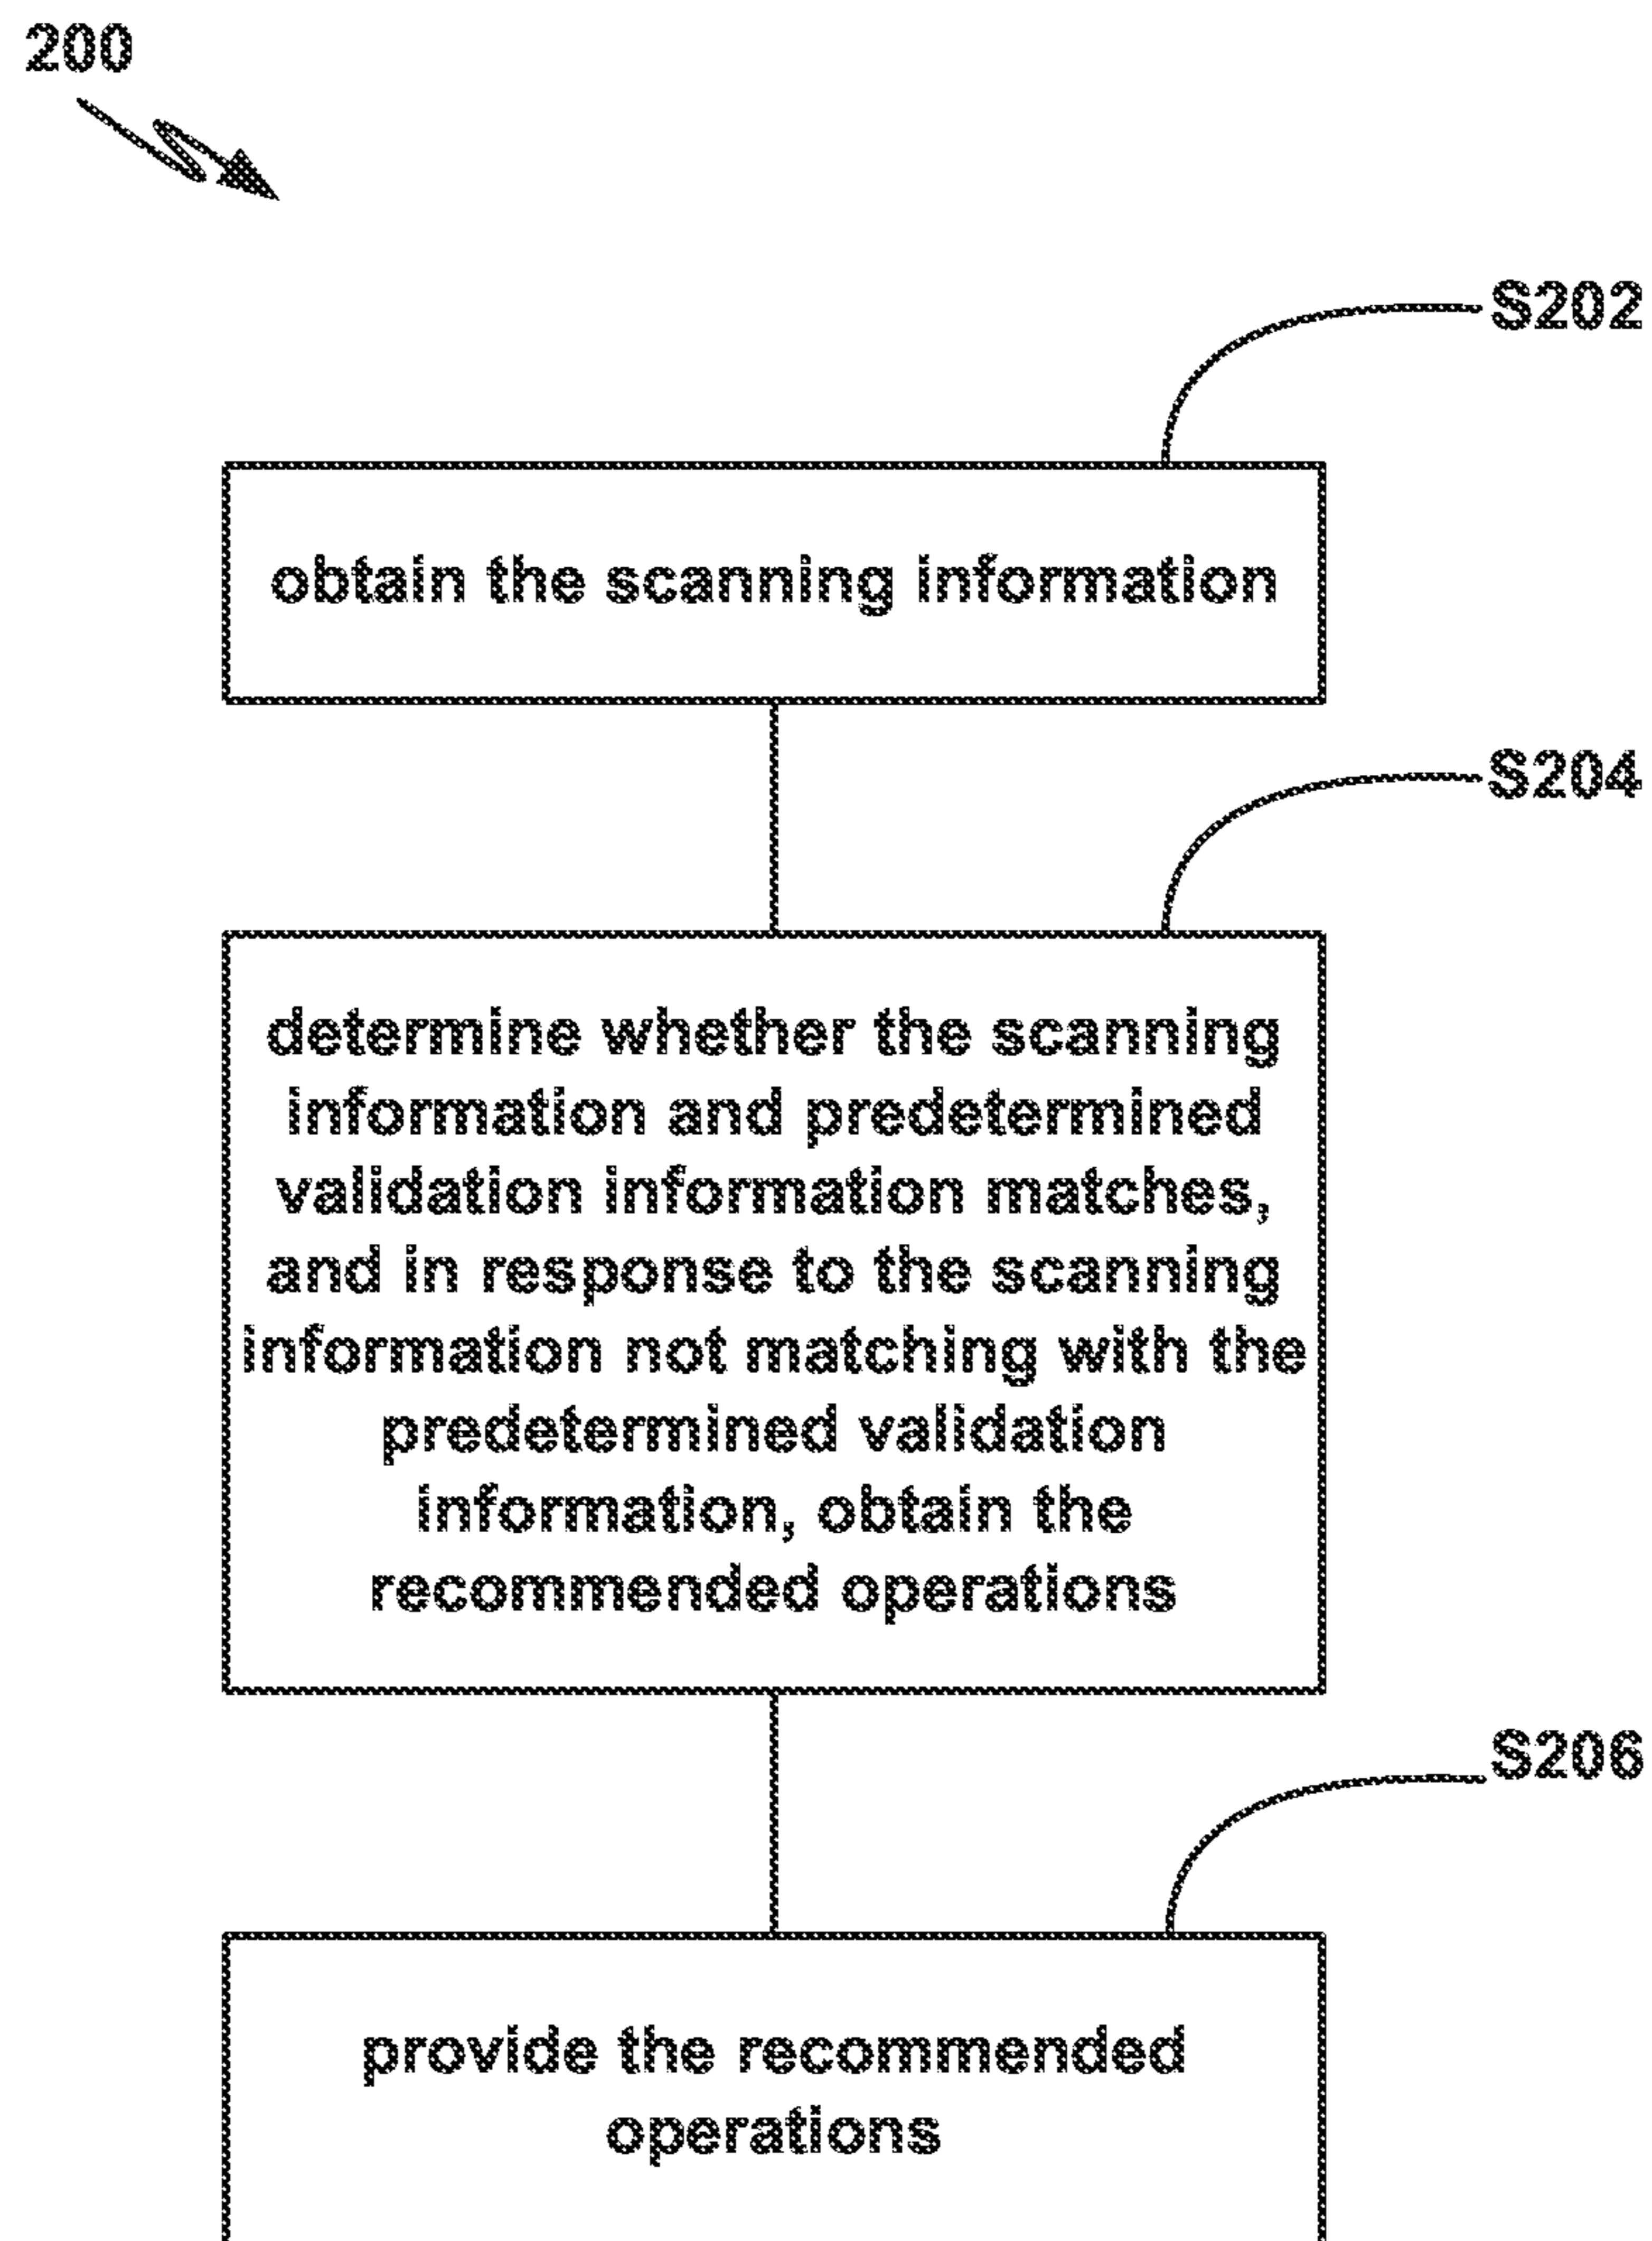 200
S202
obtain the scanning information
S204
determine whether the scanning
information and predetermined
validation information matches,
and in response to the scanning
information not matching with the
predetermined validation
information, obtain the
recommended operations
S206
provide the recommended
operations